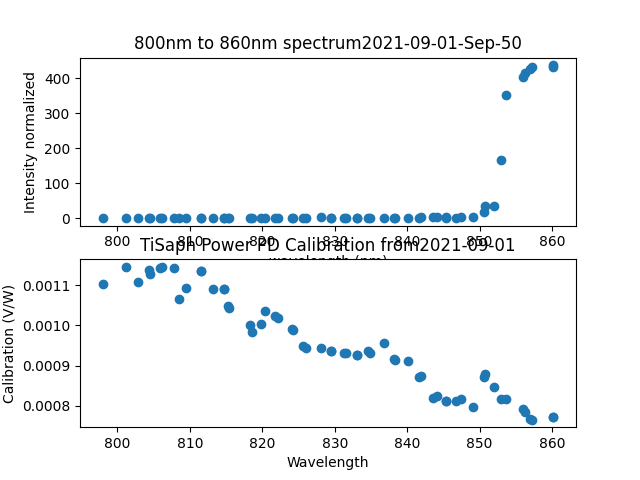 800nm to 860nm spectrum2021-09-01-Sep-50
400
300
200
100
0
Intensity normalized
800 810 820 830 840 850 860
wavelength (nm)
TiSaph Power PD Calibration from2021-09-01
0.0011
0.0010
0.0009
0.0008
Calibration (V/W)
800 810 820 830 840 850 860
Wavelength